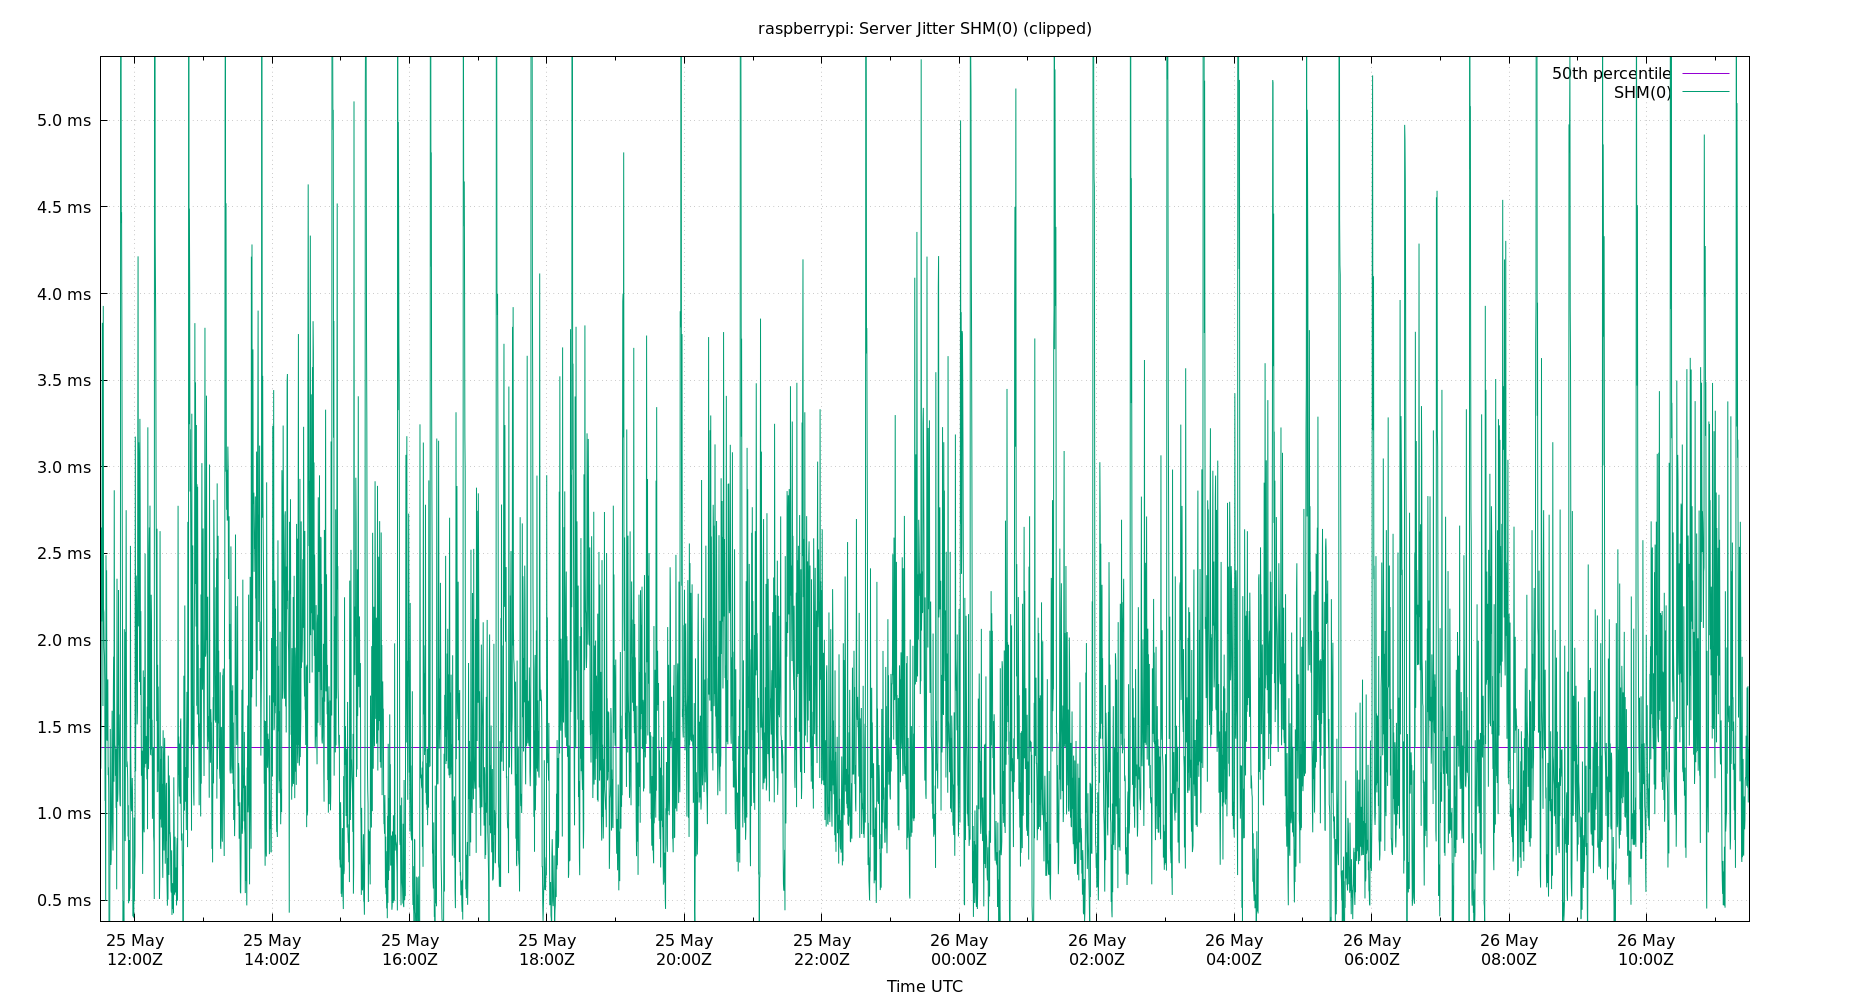 raspberrypi: Server Jitter SHM(0) (clipped)
50th percentile
SHM(0)
5.0 ms
4.5 ms
4.0 ms
3.5 ms
3.0 ms
2.5 ms
2.0 ms
1.5 ms
1.0 ms
0.5 ms
25 May 25 May 25 May 25 May 25 May 25 May 26 May 26 May 26 May 26 May 26 May 26 May
12:00Z 14:00Z 16:00Z 18:00Z 20:00Z 22:00Z 00:00Z 02:00Z 04:00Z 06:00Z 08:00Z 10:00Z
Time UTC